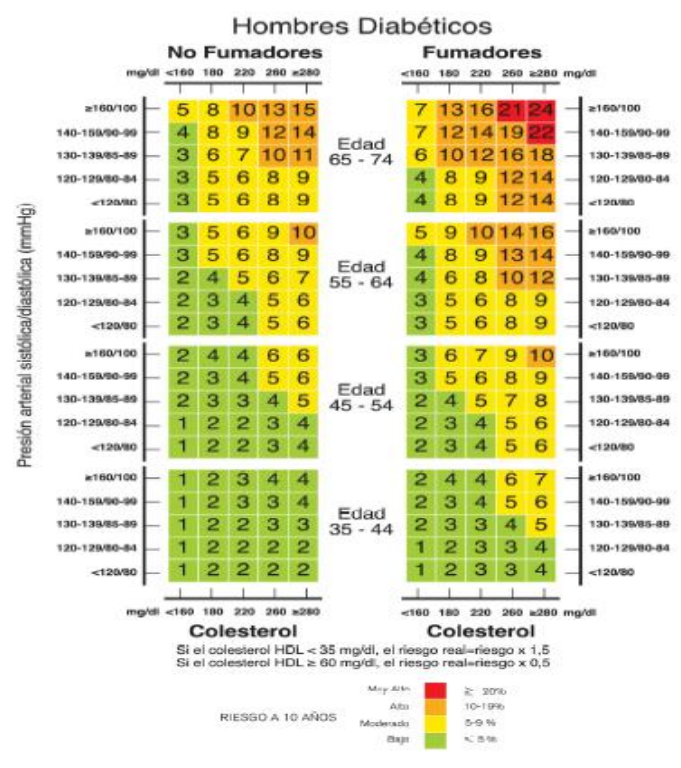 Hombres Diabéticos
No Fumadores Fumadores
mg/dl <160 180 220 260 ≥280 <160 180 220 260 ≥280 mg/dl
≥160/100 5 8 10 13 15 7 13 16 21 24 ≥160/100
140-159/90-99 4 8 9 12 14 Edad 7 12 14 19 22 140-159/90-99
130-139/85-89 3 6 7 10 11 65 - 74 6 10 12 16 18 130-139/85-89
120-129/80-84 3 5 6 8 9 4 8 9 12 14 120-129/80-84
<120/80 3 5 6 8 9 4 8 9 12 14 <120/80
≥160/100 3 5 6 9 10 5 9 10 14 16 ≥160/100
140-159/90-99 3 5 6 8 9 Edad 4 8 9 13 14 140-159/90-99
130-139/85-89 2 4 5 6 7 55 - 64 4 6 8 10 12 130-139/85-89
120-129/80-84 2 3 4 5 6 3 5 6 8 9 120-129/80-84
<120/80 2 3 4 5 6 3 5 6 8 9 <120/80
≥160/100 2 4 4 6 6 3 6 7 9 10 ≥160/100
140-159/90-99 2 3 4 5 6 Edad 3 5 6 8 9 140-159/90-99
130-139/85-89 2 3 3 4 5 45 - 54 2 4 5 7 8 130-139/85-89
120-129/80-84 1 2 2 3 4 2 3 4 5 6 120-129/80-84
<120/80 1 2 2 3 4 2 3 4 5 6 <120/80
≥160/100 1 2 3 4 4 2 4 4 6 7 ≥160/100
140-159/90-99 1 2 3 3 4 Edad 2 3 4 5 6 140-159/90-99
130-139/85-89 1 2 2 3 3 35 - 44 2 3 3 4 5 130-139/85-89
120-129/80-84 1 2 2 2 2 1 2 3 3 4 120-129/80-84
<120/80 1 2 2 2 2 1 2 3 3 4 <120/80
Presión arterial sistólica/diastólica (mmHg)
mg/dl <160 180 220 260 ≥280 <160 180 220 260 ≥280 mg/dl
Colesterol Colesterol
Si el colesterol HDL < 35 mg/dl, el riesgo real=riesgo x 1,5
Si el colesterol HDL ≥ 60 mg/dl, el riesgo real=riesgo x 0,5
RIESGO A 10 AÑOS
Muy Alto ≥ 20%
Alto 10-19%
Moderado 5-9 %
Bajo < 5 %